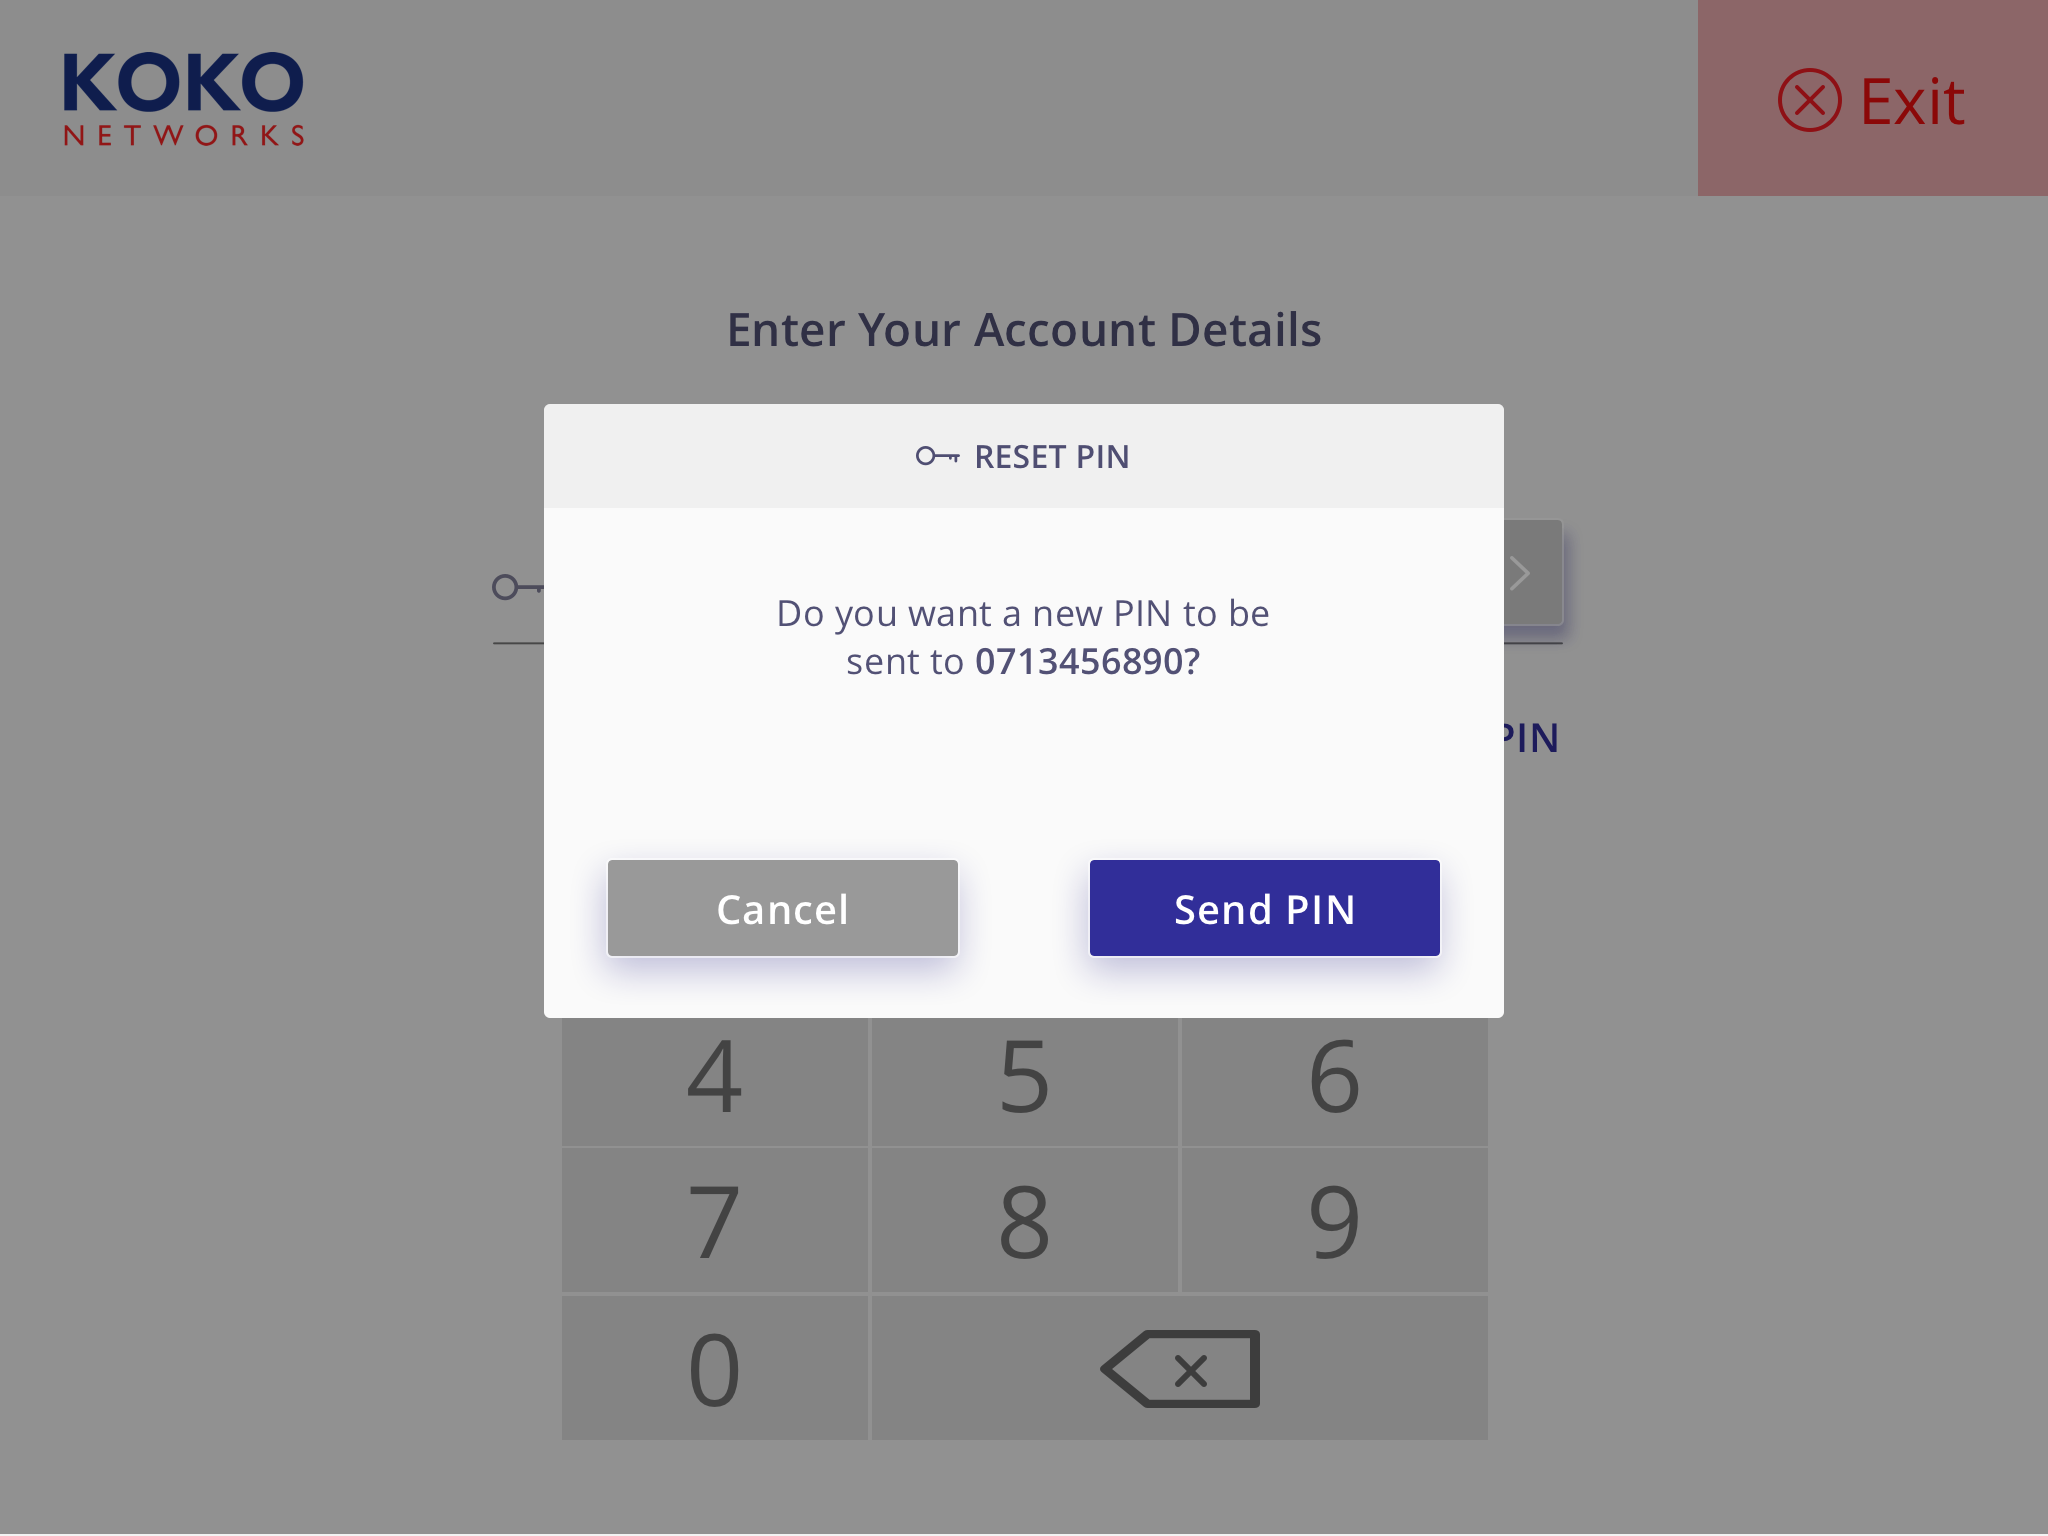 KOKO
NETWORKS
Exit
Enter Your Account Details
RESET PIN
Do you want a new PIN to be
sent to 0713456890?
PIN
Cancel
Send PIN
4
5
6
7
8
9
0